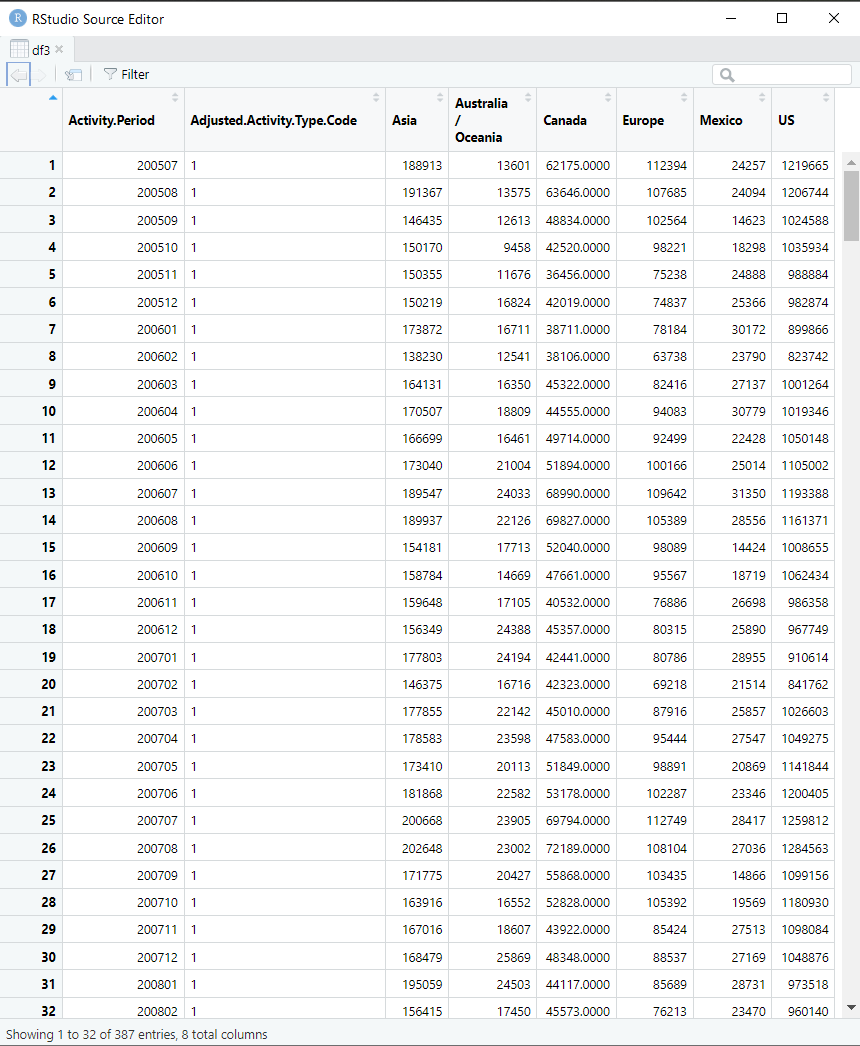 R RStudio Source Editor
df3
Filter
Activity.Period Adjusted.Activity.Type.Code Asia Australia / Oceania Canada Europe Mexico US
1 200507 1 188913 13601 62175.0000 112394 24257 1219665
2 200508 1 191367 13575 63646.0000 107685 24094 1206744
3 200509 1 146435 12613 48834.0000 102564 14623 1024588
4 200510 1 150170 9458 42520.0000 98221 18298 1035934
5 200511 1 150355 11676 36456.0000 75238 24888 988884
6 200512 1 150219 16824 42019.0000 74837 25366 982874
7 200601 1 173872 16711 38711.0000 78184 30172 899866
8 200602 1 138230 12541 38106.0000 63738 23790 823742
9 200603 1 164131 16350 45322.0000 82416 27137 1001264
10 200604 1 170507 18809 44555.0000 94083 30779 1019346
11 200605 1 166699 16461 49714.0000 92499 22428 1050148
12 200606 1 173040 21004 51894.0000 100166 25014 1105002
13 200607 1 189547 24033 68990.0000 109642 31350 1193388
14 200608 1 189937 22126 69827.0000 105389 28556 1161371
15 200609 1 154181 17713 52040.0000 98089 14424 1008655
16 200610 1 158784 14669 47661.0000 95567 18719 1062434
17 200611 1 159648 17105 40532.0000 76886 26698 986358
18 200612 1 156349 24388 45357.0000 80315 25890 967749
19 200701 1 177803 24194 42441.0000 80786 28955 910614
20 200702 1 146375 16716 42323.0000 69218 21514 841762
21 200703 1 177855 22142 45010.0000 87916 25857 1026603
22 200704 1 178583 23598 47583.0000 95444 27547 1049275
23 200705 1 173410 20113 51849.0000 98891 20869 1141844
24 200706 1 181868 22582 53178.0000 102287 23346 1200405
25 200707 1 200668 23905 69794.0000 112749 28417 1259812
26 200708 1 202648 23002 72189.0000 108104 27036 1284563
27 200709 1 171775 20427 55868.0000 103435 14866 1099156
28 200710 1 163916 16552 52828.0000 105392 19569 1180930
29 200711 1 167016 18607 43922.0000 85424 27513 1098084
30 200712 1 168479 25869 48348.0000 88537 27169 1048876
31 200801 1 195059 24503 44117.0000 85689 28731 973518
32 200802 1 156415 17450 45573.0000 76213 23470 960140
Showing 1 to 32 of 387 entries, 8 total columns